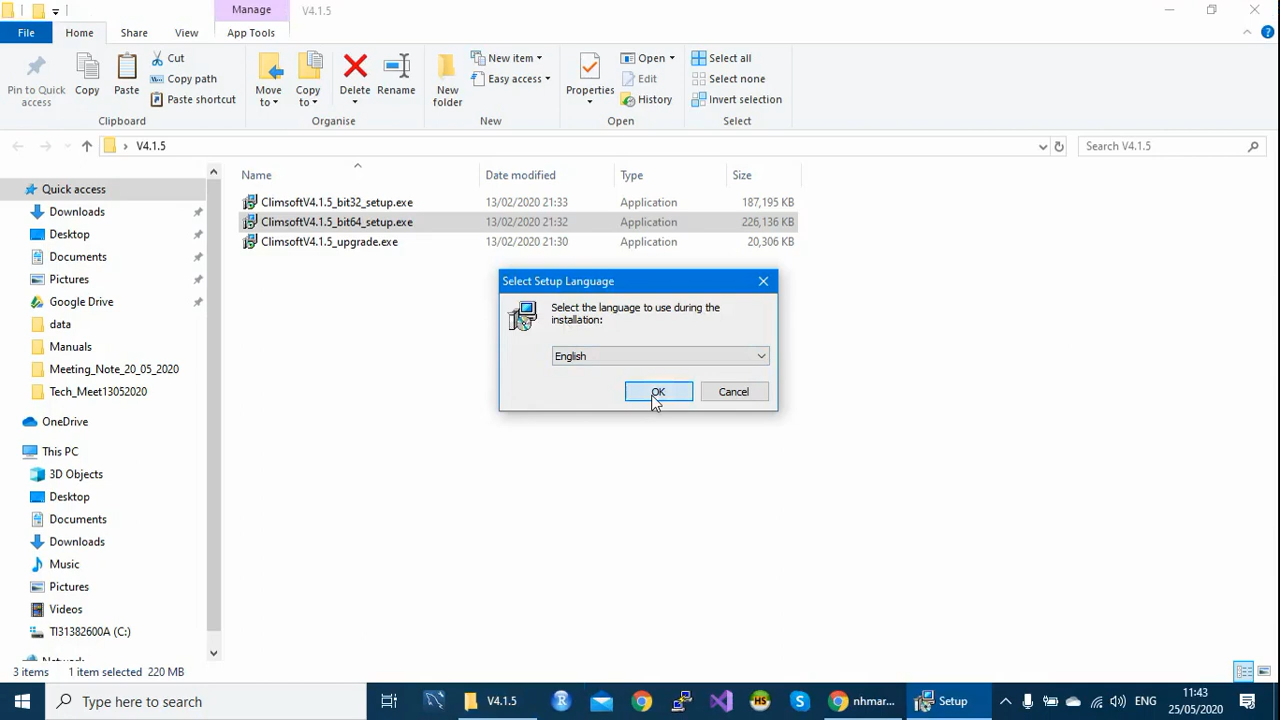 Manage
V4.1.5
File
Home
Share
View
App Tools
Pin to Quick
access
Copy
Paste
Cut
Copy path
Paste shortcut
Clipboard
Move
to
Copy
to
Delete
Rename
Organise
New
folder
New item
Easy access
New
Properties
Open
Edit
History
Open
Select all
Select none
Invert selection
Select
V4.1.5
Search V4.1.5
Name
Date modified
Type
Size
ClimsoftV4.1.5_bit32_setup.exe 13/02/2020 21:33 Application 187,195 KB
ClimsoftV4.1.5_bit64_setup.exe 13/02/2020 21:32 Application 226,136 KB
ClimsoftV4.1.5_upgrade.exe 13/02/2020 21:30 Application 20,306 KB
Quick access
Downloads
Desktop
Documents
Pictures
Google Drive
data
Manuals
Meeting_Note_20_05_2020
Tech_Meet13052020
OneDrive
This PC
3D Objects
Desktop
Documents
Downloads
Music
Pictures
Videos
TI31382600A (C:)
Select Setup Language
Select the language to use during the
installation:
English
OK
Cancel
3 items 1 item selected 220 MB
Type here to search
V4.1.5
R
HS
S
nhmar...
Setup
ENG
11:43
25/05/2020